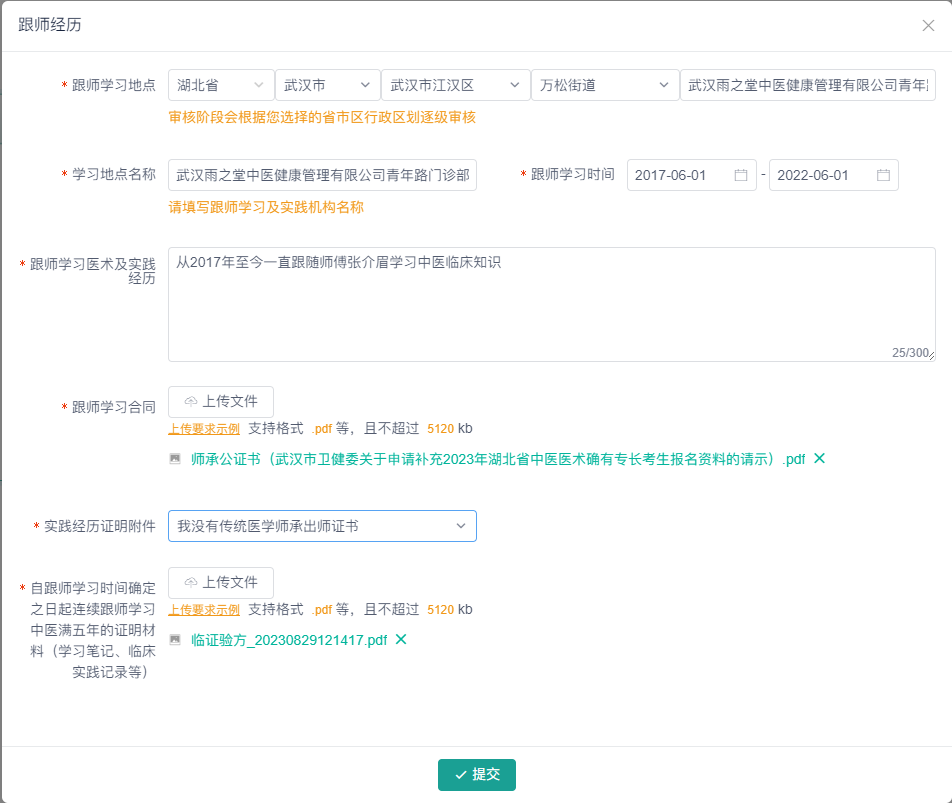 跟师经历
* 跟师学习地点 湖北省 武汉市 武汉市江汉区 万松街道 武汉雨之堂中医健康管理有限公司青年
审核阶段会根据您选择的省市区行政区划逐级审核
* 学习地点名称 武汉雨之堂中医健康管理有限公司青年路门诊部 * 跟师学习时间 2017-06-01 - 2022-06-01
请填写跟师学习及实践机构名称
* 跟师学习医术及实践
经历
从2017年至今一直跟随师傅张介眉学习中医临床知识
25/300
* 跟师学习合同 上传文件
上传要求示例 支持格式 .pdf 等，且不超过 5120 kb
师承公证书（武汉市卫健委关于申请补充2023年湖北省中医医术确有专长考生报名资料的请示）.pdf
* 实践经历证明附件 我没有传统医学师承出师证书
* 自跟师学习时间确定
之日起连续跟师学习
中医满五年的证明材
料（学习笔记、临床
实践记录等）
上传文件
上传要求示例 支持格式 .pdf 等，且不超过 5120 kb
临证验方_20230829121417.pdf
提交